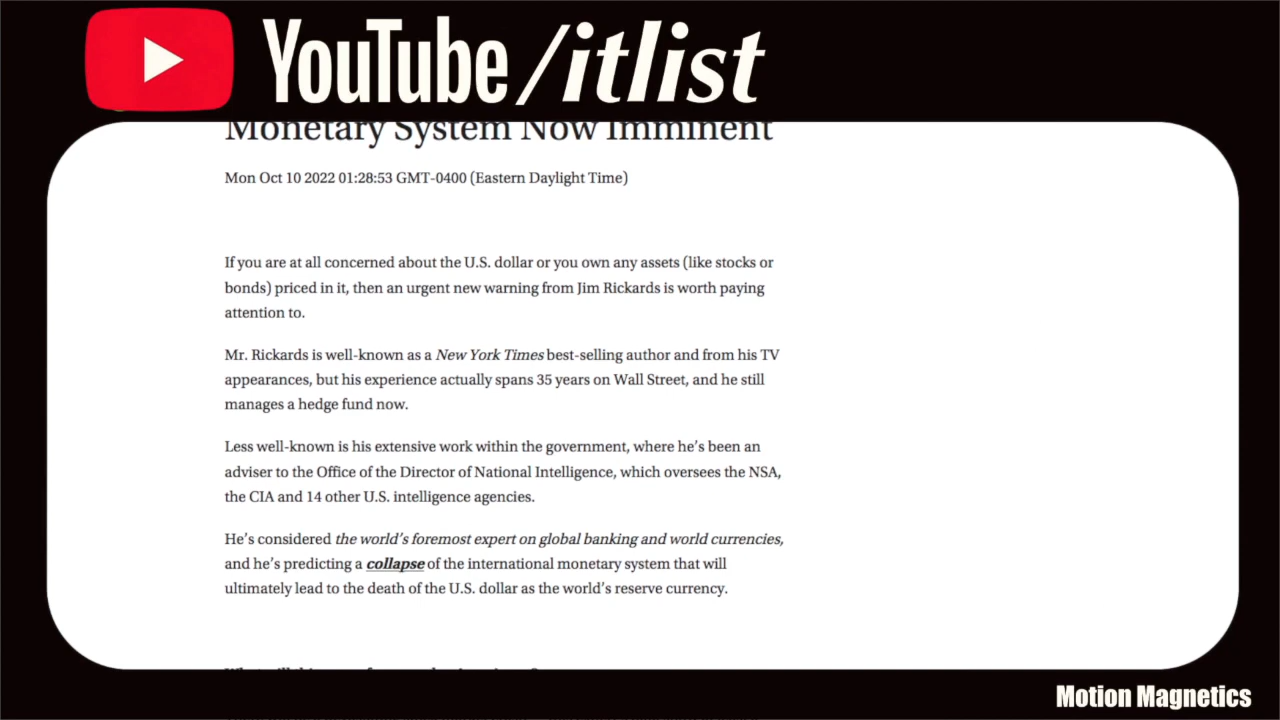 YouTube/itlist
Monetary System Now Imminent
Mon Oct 10 2022 01:28:53 GMT-0400 (Eastern Daylight Time)
If you are at all concerned about the U.S. dollar or you own any assets (like stocks or
bonds) priced in it, then an urgent new warning from Jim Rickards is worth paying
attention to.
Mr. Rickards is well-known as a New York Times best-selling author and from his TV
appearances, but his experience actually spans 35 years on Wall Street, and he still
manages a hedge fund now.
Less well-known is his extensive work within the government, where he's been an
adviser to the Office of the Director of National Intelligence, which oversees the NSA,
the CIA and 14 other U.S. intelligence agencies.
He's considered the world's foremost expert on global banking and world currencies,
and he's predicting a collapse of the international monetary system that will
ultimately lead to the death of the U.S. dollar as the world's reserve currency.
Motion Magnetics